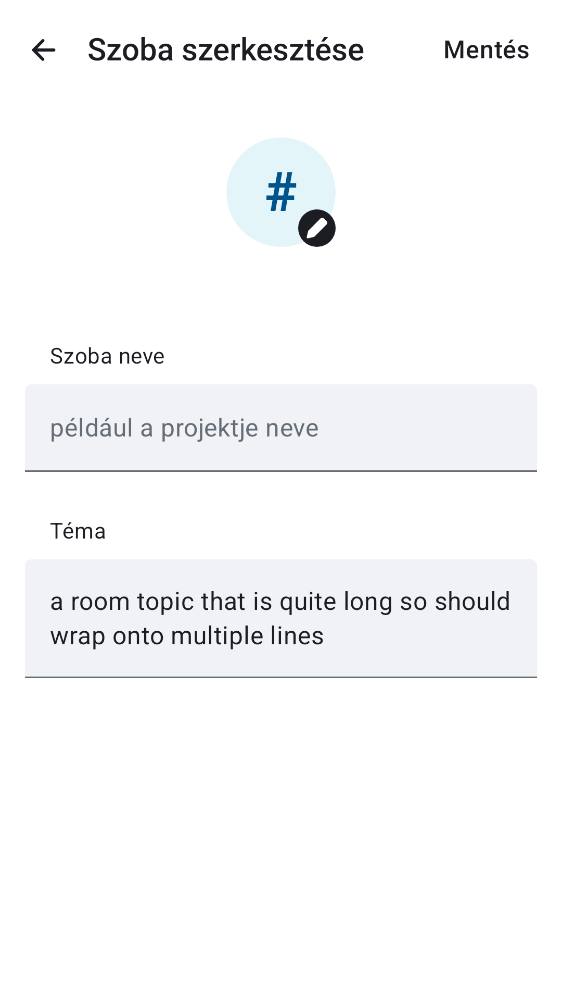 Szoba szerkesztése
Mentés
#
Szoba neve
például a projektje neve
Téma
a room topic that is quite long so should
wrap onto multiple lines